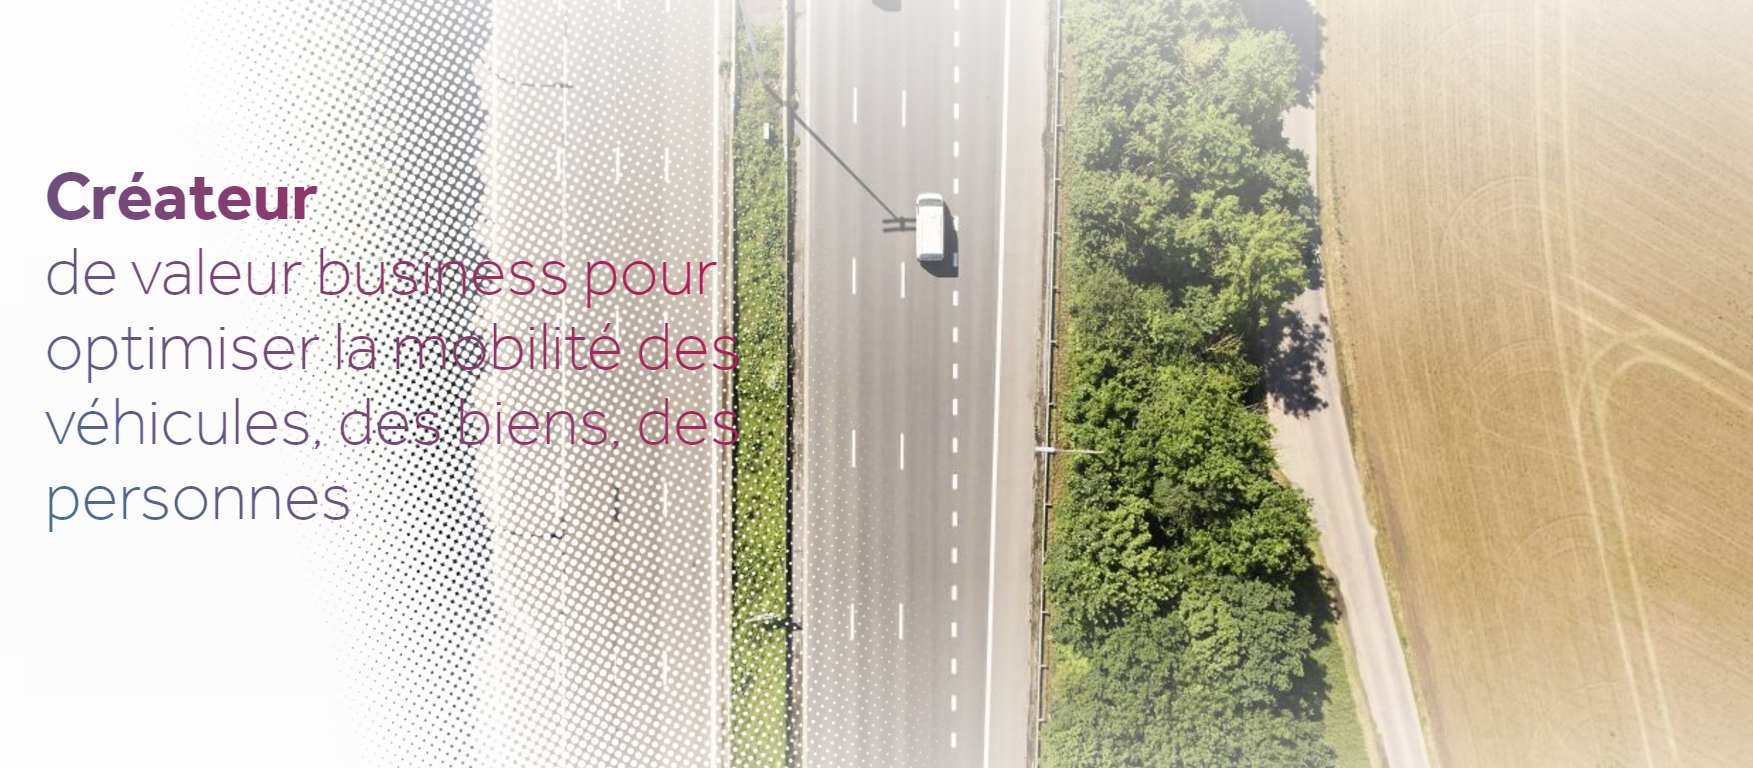 Créateur
de valeur business pour
optimiser la mobilité des
véhicules, des biens, des
personnes